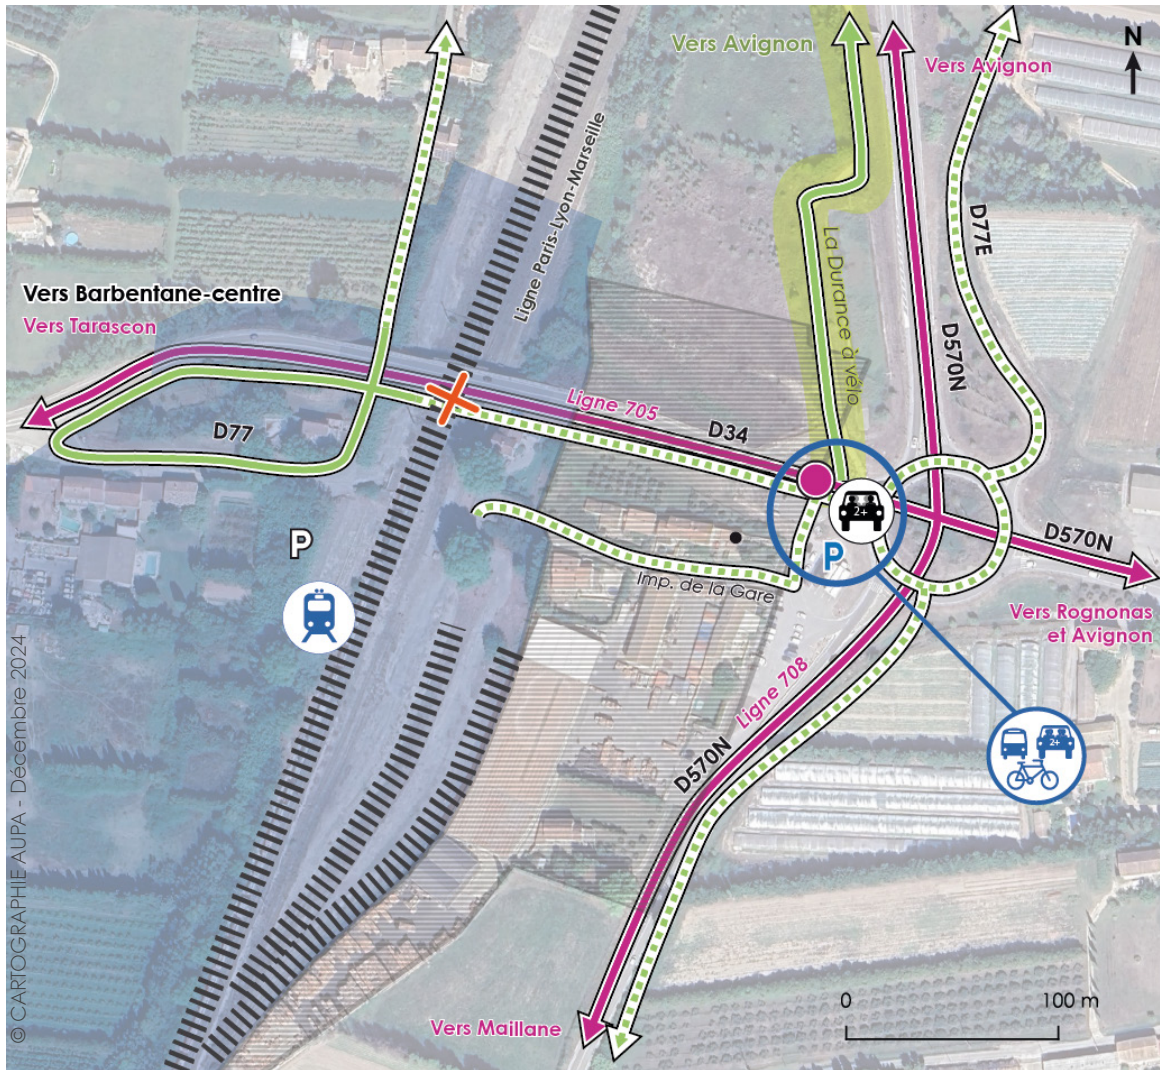 Vers Avignon
Vers Avignon
N
Ligne Paris-Lyon-Marseille
D77E
La Durance à vélo
Vers Barbentane-centre
Vers Tarascon
D570N
Ligne 705
D34
D77
2+
P
P
D570N
Imp. de la Gare
Vers Rognonas
et Avignon
Ligne 708
D570N
2+
© CARTOGRAPHIE AUPA - Décembre 2024
0
100 m
Vers Maillane